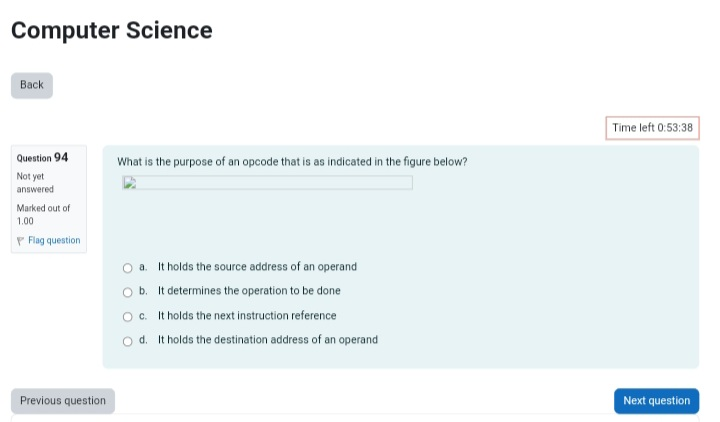 Computer Science
Back
Time left 0:53:38
Question 94
Not yet
answered
Marked out of
1.00
Flag question
What is the purpose of an opcode that is as indicated in the figure below?
a. It holds the source address of an operand
b. It determines the operation to be done
c. It holds the next instruction reference
d. It holds the destination address of an operand
Previous question
Next question